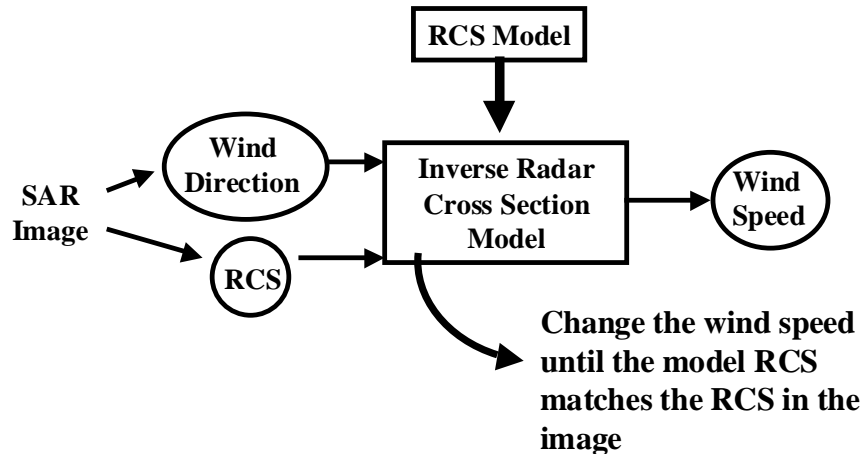 RCS Model
Wind
Direction
SAR
Image
RCS
Inverse Radar
Cross Section
Model
Wind
Speed
Change the wind speed
until the model RCS
matches the RCS in the
image